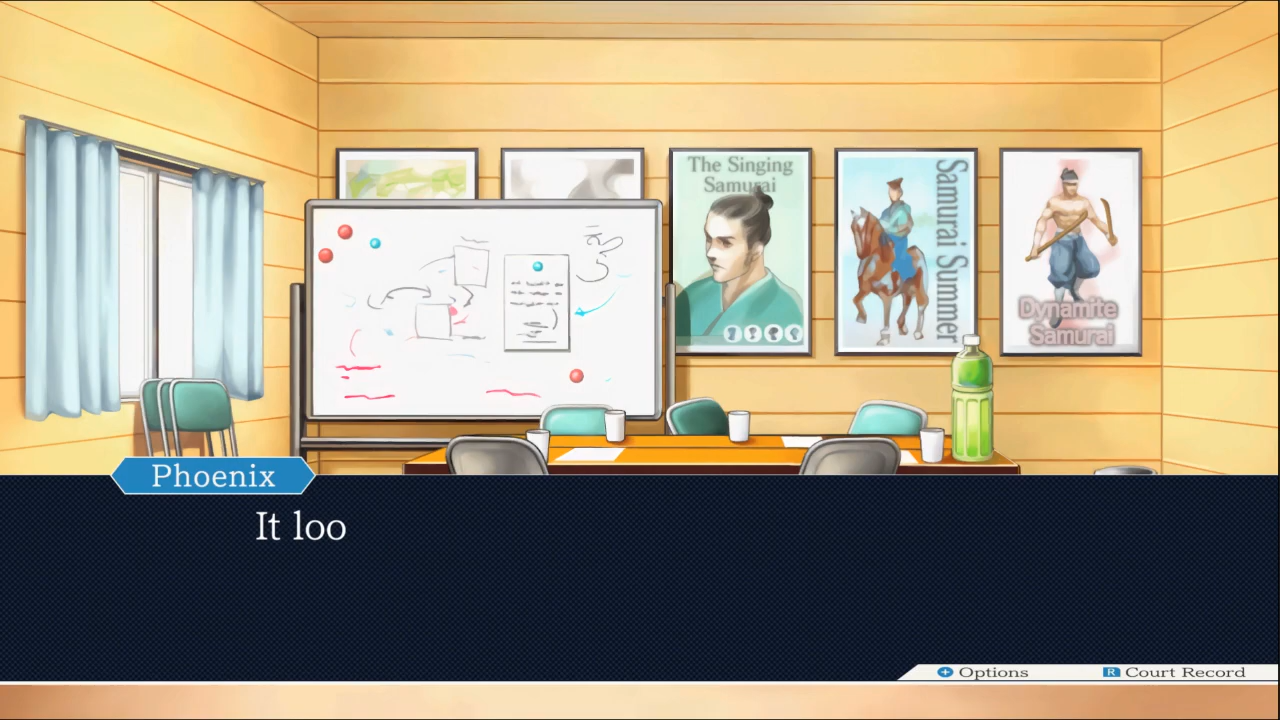 The Singing
Samurai
Samurai Summer
Dynamite
Samurai
Phoenix
It loo
Options
R Court Record